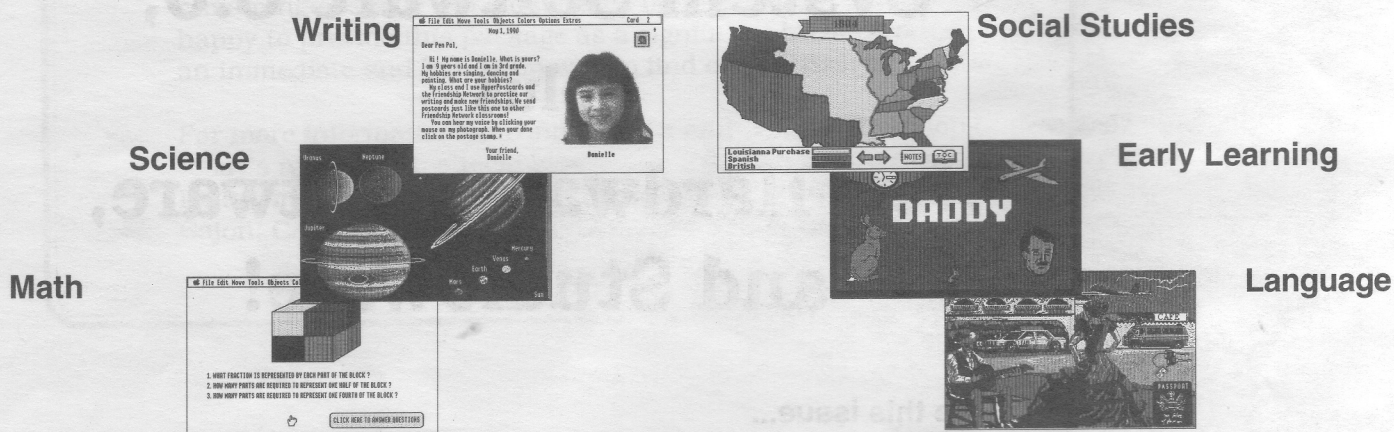 Writing
File Edit Move Tools Objects Colors Options Extras Card 2
May 1, 1990
Dear Pen Pal,
Hi! My name is Danielle. What is yours?
I am 9 years old and I am in 3rd grade.
My hobbies are singing, dancing and
painting. What are your hobbies?
My class and I use HyperPostcards and
the Friendship Network to practice our
writing and make new friendships. We send
postcards just like this one to other
Friendship Network classrooms!
You can hear my voice by clicking your
mouse on my photograph. When your done
click on the postage stamp.
Your friend,
Danielle
Danielle
Social Studies
1804
Louisianna Purchase
Spanish
British
NOTES
TOC
Science
Uranus
Neptune
Jupiter
Mercury
Venus
Earth
Mars
Sun
Early Learning
DADDY
Math
File Edit Move Tools Objects
1. WHAT FRACTION IS REPRESENTED BY EACH PART OF THE BLOCK ?
2. HOW MANY PARTS ARE REQUIRED TO REPRESENT ONE HALF OF THE BLOCK ?
3. HOW MANY PARTS ARE REQUIRED TO REPRESENT ONE FOURTH OF THE BLOCK ?
CLICK HERE TO ANSWER QUESTIONS
Language
CAFE
PASSPORT